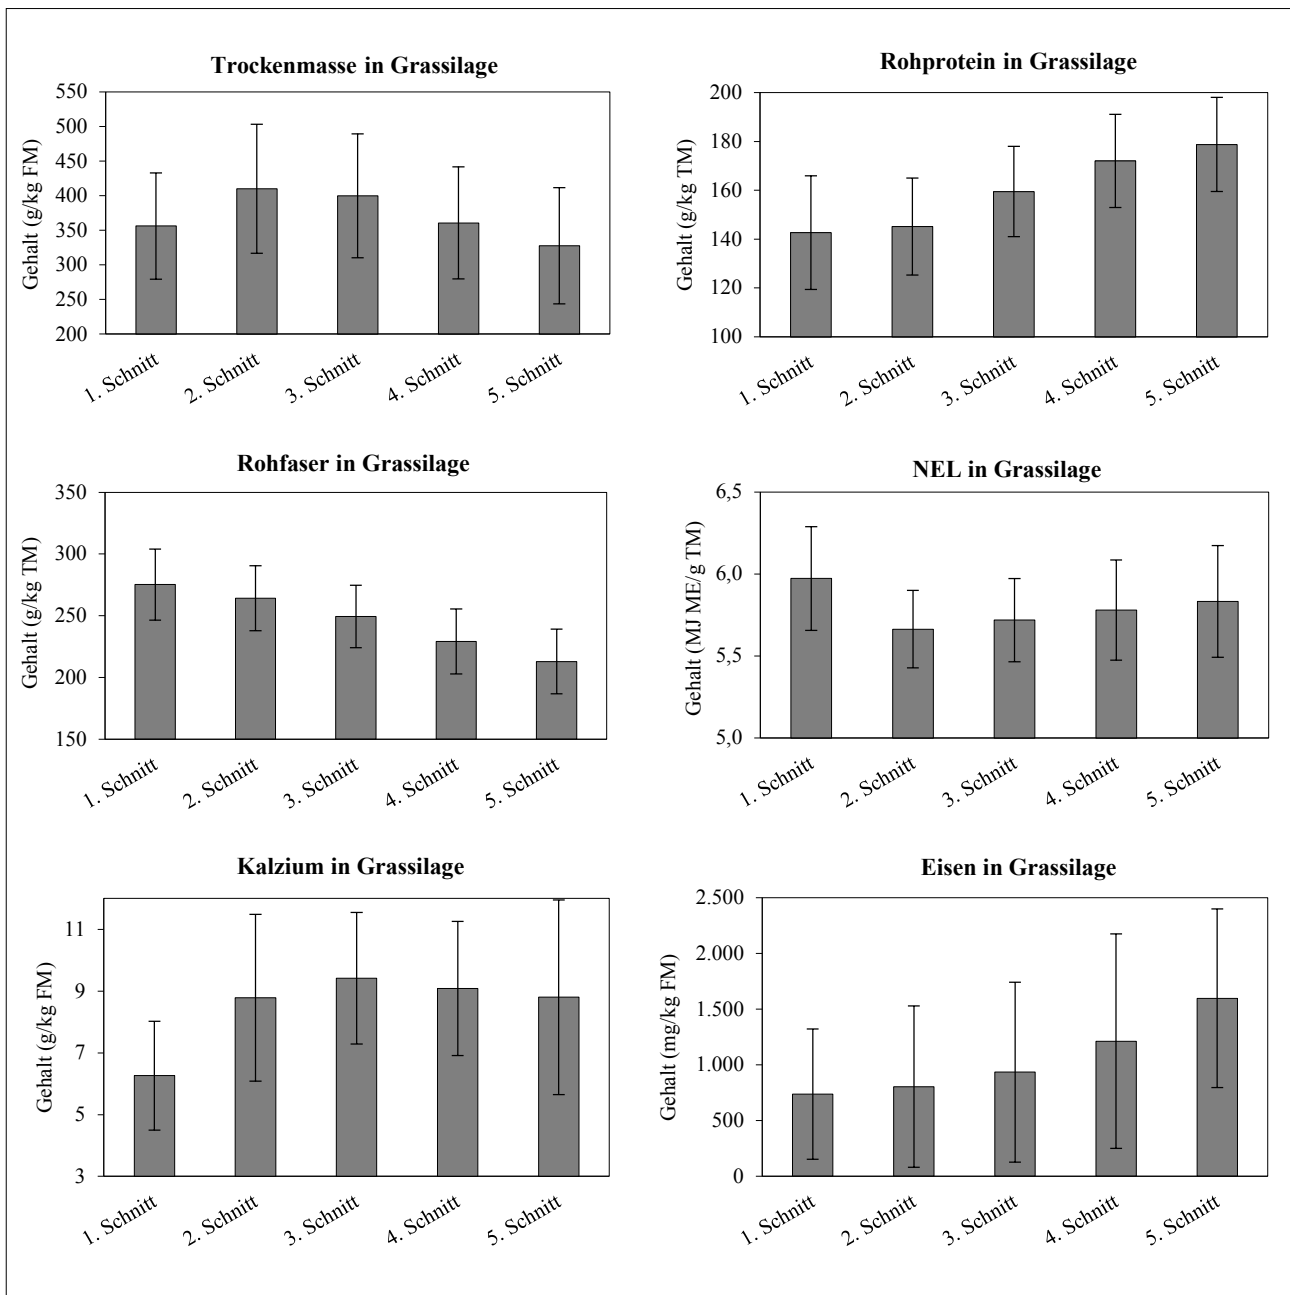 Trockenmasse in Grassilage
Gehalt (g/kg FM)
550
500
450
400
350
300
250
200
1. Schnitt
2. Schnitt
3. Schnitt
4. Schnitt
5. Schnitt
Rohprotein in Grassilage
Gehalt (g/kg TM)
200
180
160
140
120
100
1. Schnitt
2. Schnitt
3. Schnitt
4. Schnitt
5. Schnitt
Rohfaser in Grassilage
Gehalt (g/kg TM)
350
300
250
200
150
1. Schnitt
2. Schnitt
3. Schnitt
4. Schnitt
5. Schnitt
NEL in Grassilage
Gehalt (MJ ME/g TM)
6,5
6,0
5,5
5,0
1. Schnitt
2. Schnitt
3. Schnitt
4. Schnitt
5. Schnitt
Kalzium in Grassilage
Gehalt (g/kg FM)
11
9
7
5
3
1. Schnitt
2. Schnitt
3. Schnitt
4. Schnitt
5. Schnitt
Eisen in Grassilage
Gehalt (mg/kg FM)
2.500
2.000
1.500
1.000
500
0
1. Schnitt
2. Schnitt
3. Schnitt
4. Schnitt
5. Schnitt